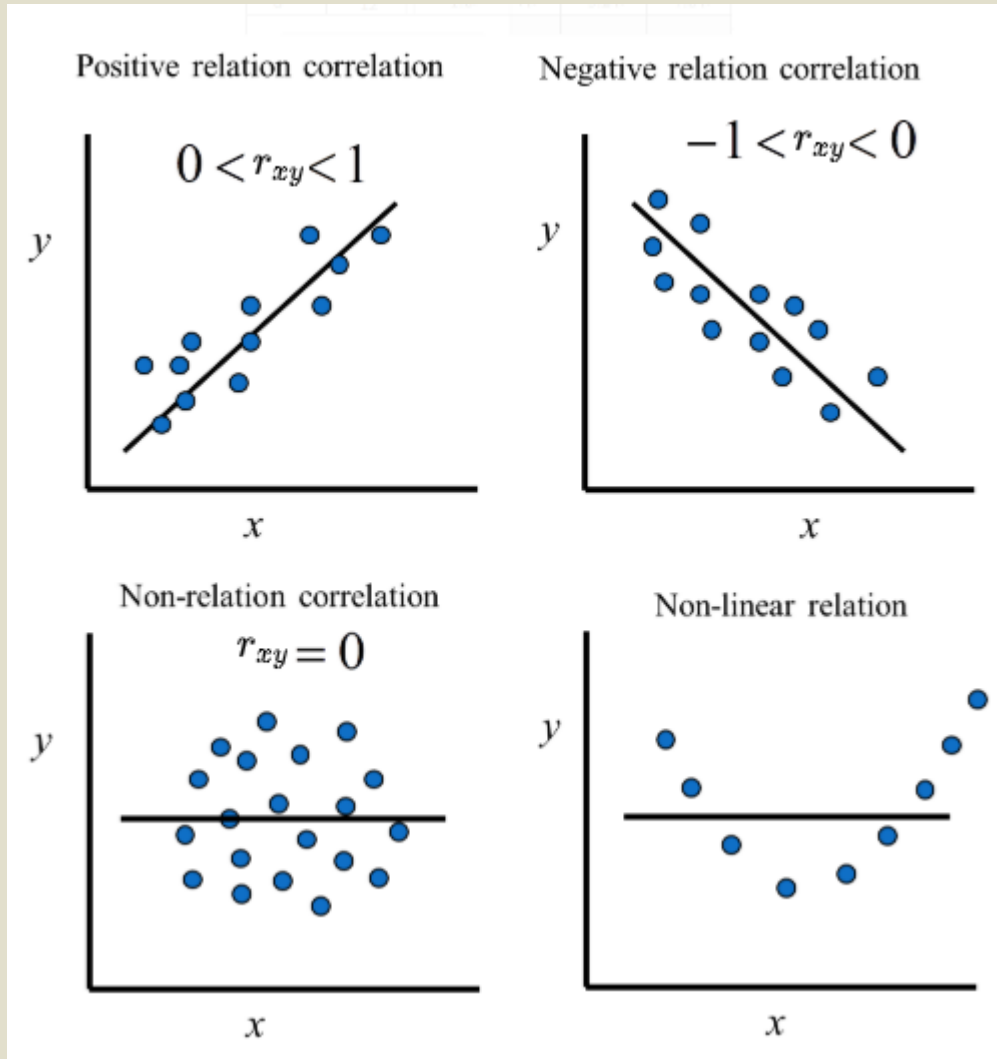 Positive relation correlation
0 < r_xy < 1
y
x
Negative relation correlation
−1 < r_xy < 0
y
x
Non-relation correlation
r_xy = 0
y
x
Non-linear relation
y
x